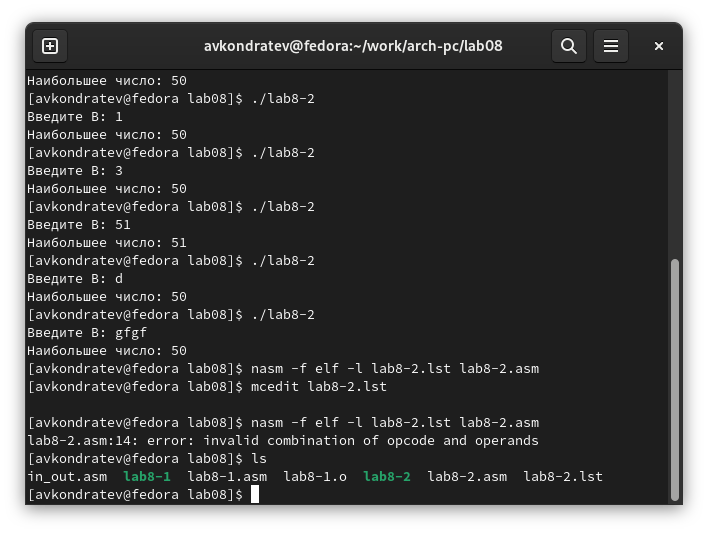 avkondratev@fedora:~/work/arch-pc/lab08
Наибольшее число: 50
[avkondratev@fedora lab08]$ ./lab8-2
Введите B: 1
Наибольшее число: 50
[avkondratev@fedora lab08]$ ./lab8-2
Введите B: 3
Наибольшее число: 50
[avkondratev@fedora lab08]$ ./lab8-2
Введите B: 51
Наибольшее число: 51
[avkondratev@fedora lab08]$ ./lab8-2
Введите B: d
Наибольшее число: 50
[avkondratev@fedora lab08]$ ./lab8-2
Введите B: gfgf
Наибольшее число: 50
[avkondratev@fedora lab08]$ nasm -f elf -l lab8-2.lst lab8-2.asm
[avkondratev@fedora lab08]$ mcedit lab8-2.lst
[avkondratev@fedora lab08]$ nasm -f elf -l lab8-2.lst lab8-2.asm
lab8-2.asm:14: error: invalid combination of opcode and operands
[avkondratev@fedora lab08]$ ls
in_out.asm  lab8-1  lab8-1.asm  lab8-1.o  lab8-2  lab8-2.asm  lab8-2.lst
[avkondratev@fedora lab08]$